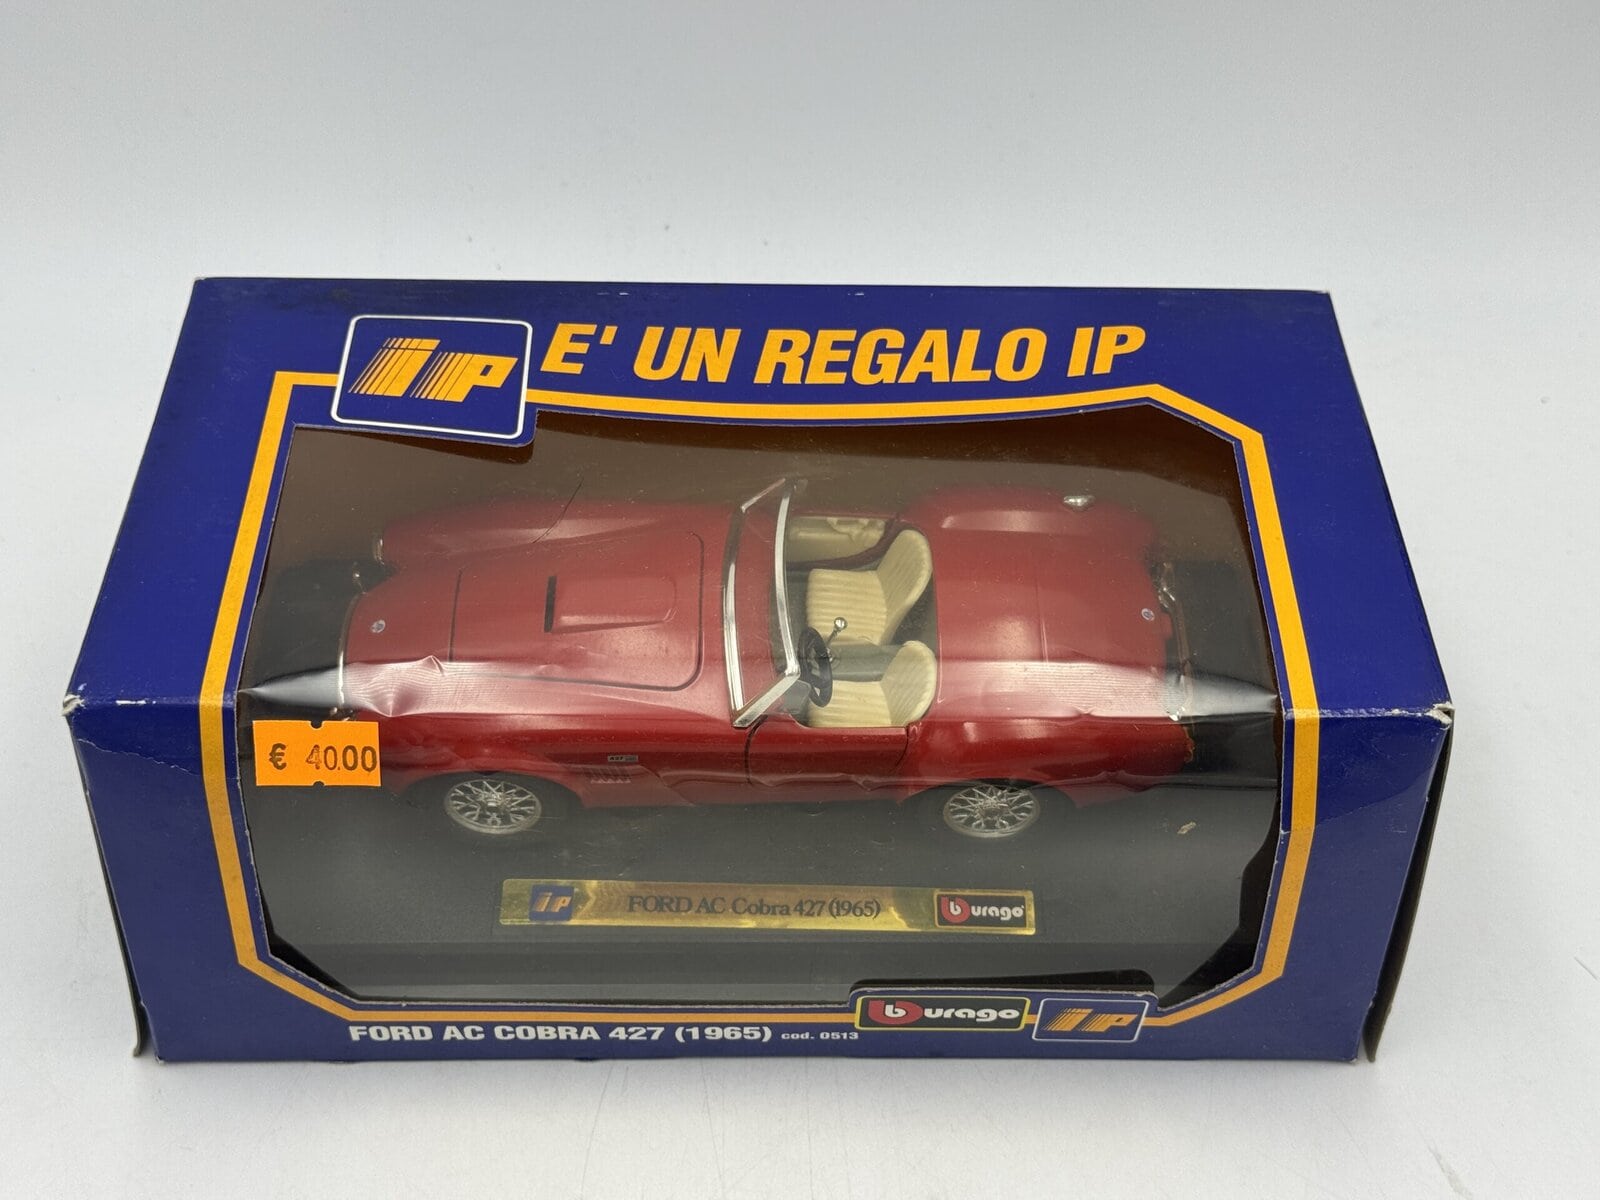 ip E' UN REGALO IP
€ 40.00
427
iP FORD AC Cobra 427 (1965) burago
FORD AC COBRA 427 (1965) cod. 0513 burago ip